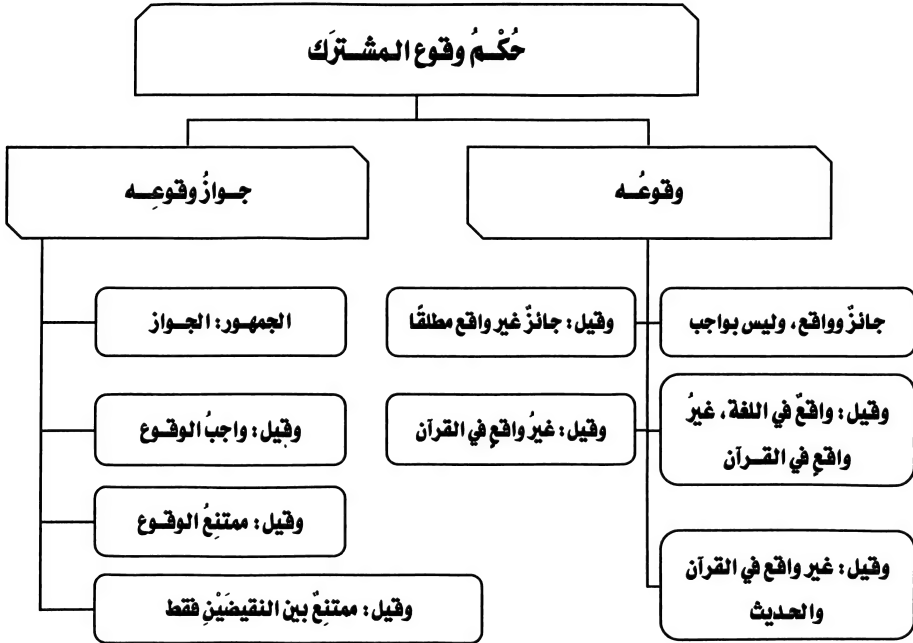 حُكْمُ وقوع المشترَك
وقوعُه
جوازُ وقوعِه
جائزٌ وواقع، وليس بواجب
وقيل: جائزٌ غير واقع مطلقًا
الجمهور: الجواز
وقيل: واقعٌ في اللغة، غيرُ
واقعٍ في القرآن
وقيل: غيرُ واقعٍ في القرآن
وقيل: واجبُ الوقوع
وقيل: ممتنِعُ الوقوع
وقيل: غير واقع في القرآن
والحديث
وقيل: ممتنِعٌ بين النقيضَيْنِ فقط